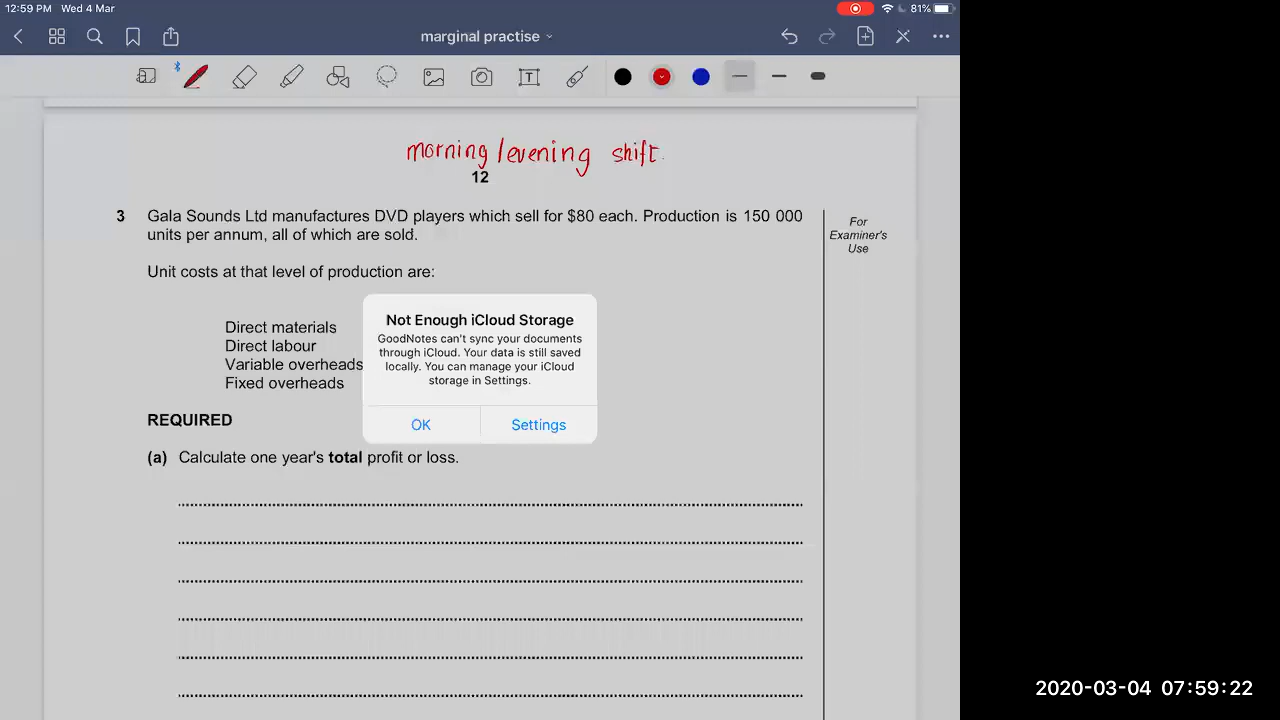 12:59 PM Wed 4 Mar
81%
marginal practise
T
morning/evening shift.
12
3 Gala Sounds Ltd manufactures DVD players which sell for $80 each. Production is 150 000
units per annum, all of which are sold.
For
Examiner's
Use
Unit costs at that level of production are:
Direct materials
Direct labour
Variable overheads
Fixed overheads
Not Enough iCloud Storage
GoodNotes can't sync your documents
through iCloud. Your data is still saved
locally. You can manage your iCloud
storage in Settings.
OK Settings
REQUIRED
(a) Calculate one year's total profit or loss.
2020-03-04 07:59:22